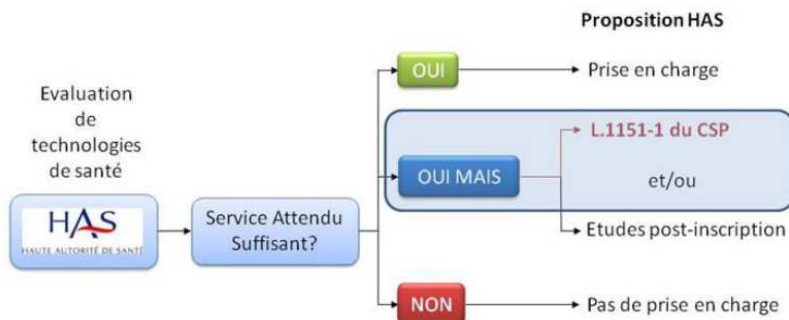 Proposition HAS
OUI
Prise en charge
Evaluation
de
technologies
de santé
L.1151-1 du CSP
OUI MAIS
et/ou
HAS
HAUTE AUTORITÉ DE SANTÉ
Service Attendu
Suffisant?
Etudes post-inscription
NON
Pas de prise en charge